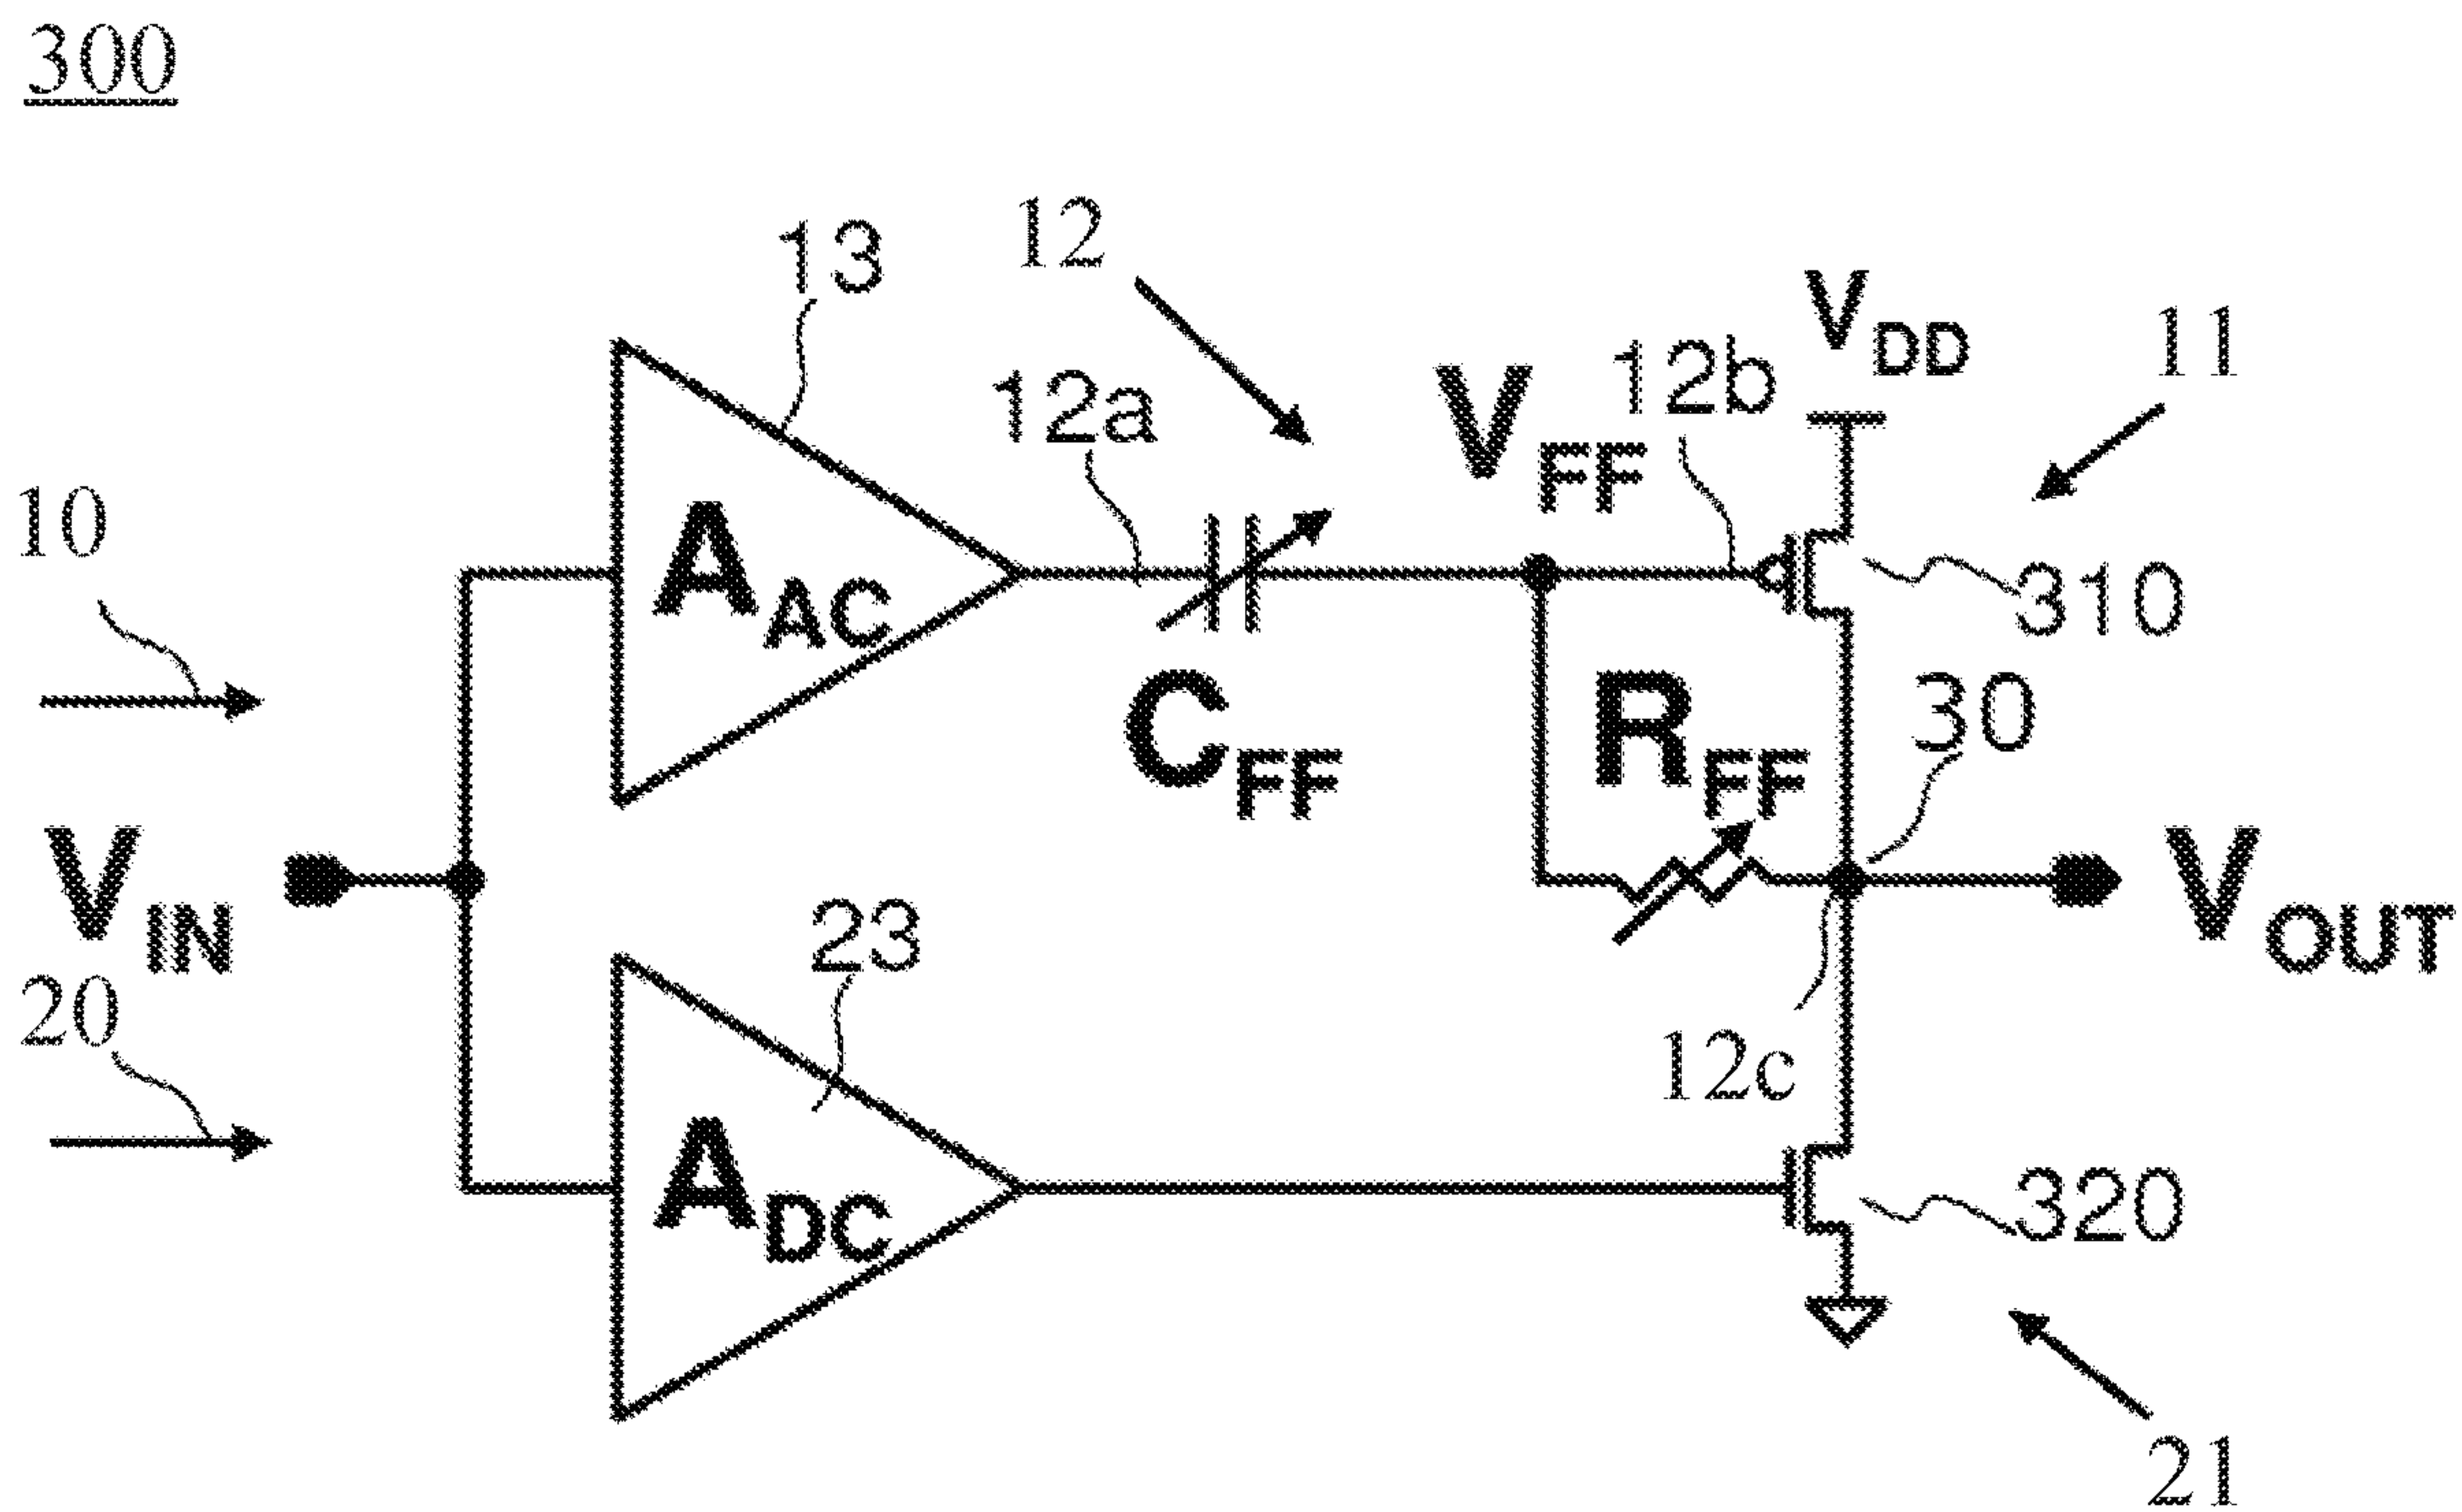 300
13
12
V_DD
11
12a
V_FF
12b
10
A_AC
310
C_FF
R_FF
30
V_IN
V_OUT
23
20
12c
A_DC
320
21